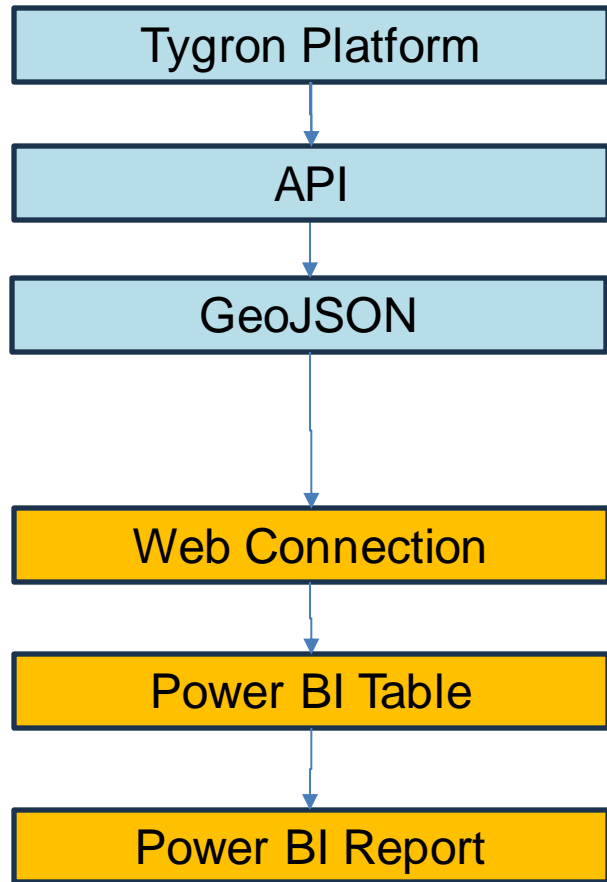 Tygron Platform
API
GeoJSON
Web Connection
Power BI Table
Power BI Report